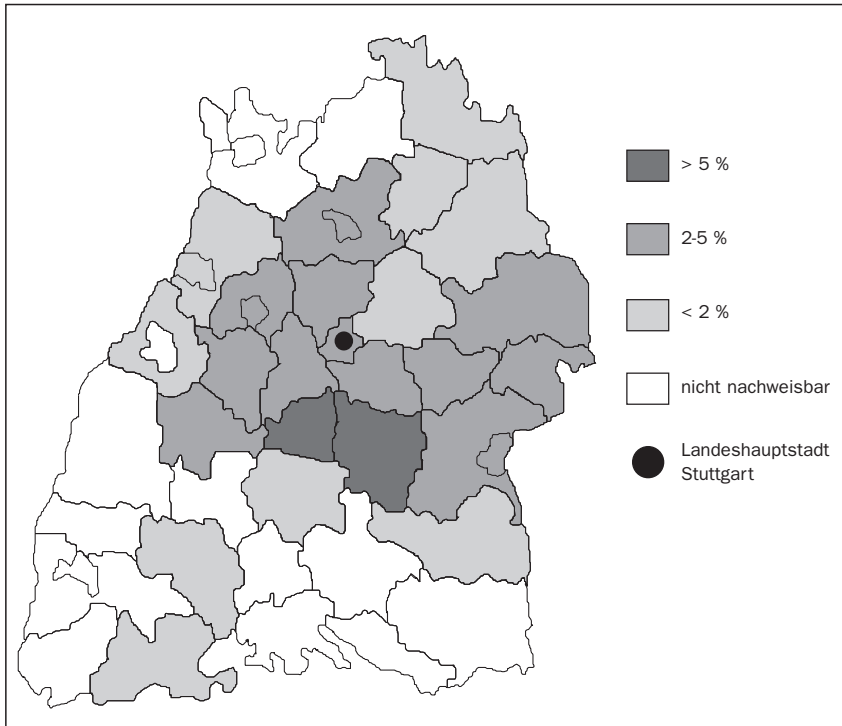 > 5 %
2-5 %
< 2 %
nicht nachweisbar
Landeshauptstadt
Stuttgart